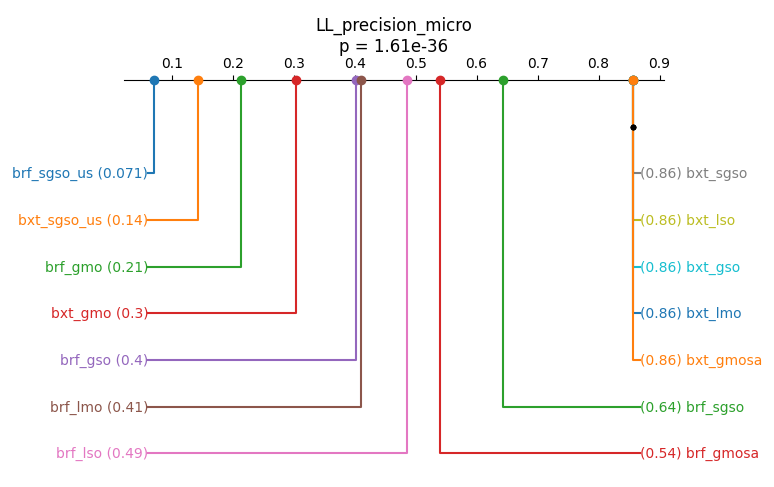 LL_precision_micro
p = 1.61e-36
0.1 0.2 0.3 0.4 0.5 0.6 0.7 0.8 0.9
brf_sgso_us (0.071) (0.86) bxt_sgso
bxt_sgso_us (0.14) (0.86) bxt_lso
brf_gmo (0.21) (0.86) bxt_gso
bxt_gmo (0.3) (0.86) bxt_lmo
brf_gso (0.4) (0.86) bxt_gmosa
brf_lmo (0.41) (0.64) brf_sgso
brf_lso (0.49) (0.54) brf_gmosa